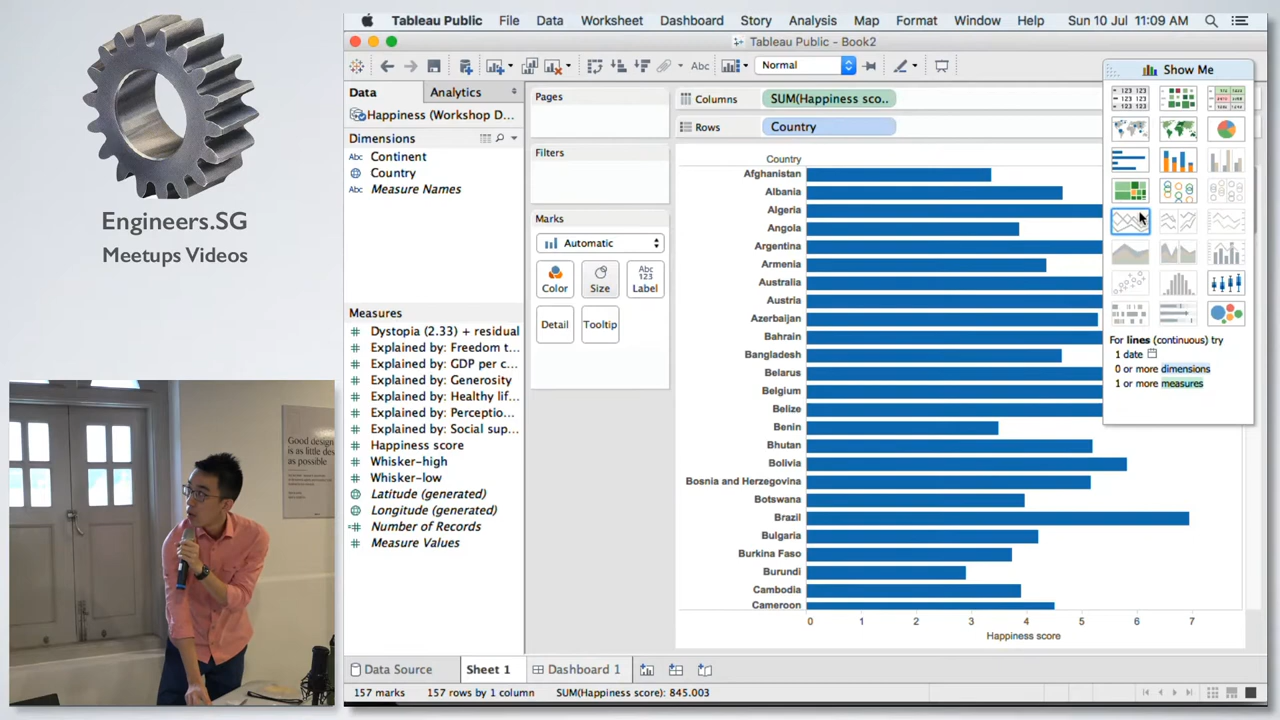 Tableau Public File Data Worksheet Dashboard Story Analysis Map Format Window Help Sun 10 Jul 11:09 AM
Tableau Public - Book2
Abc Normal
Show Me
Data Analytics
Happiness (Workshop D...
Dimensions
Abc Continent
Country
Abc Measure Names
Measures
Dystopia (2.33) + residual
Explained by: Freedom t...
Explained by: GDP per c...
Explained by: Generosity
Explained by: Healthy lif...
Explained by: Perceptio...
Explained by: Social sup...
Happiness score
Whisker-high
Whisker-low
Latitude (generated)
Longitude (generated)
Number of Records
Measure Values
Pages
Filters
Marks
Automatic
Color
Size
Abc
123
Label
Detail
Tooltip
Columns SUM(Happiness sco..
Rows Country
Country
Afghanistan
Albania
Algeria
Angola
Argentina
Armenia
Australia
Austria
Azerbaijan
Bahrain
Bangladesh
Belarus
Belgium
Belize
Benin
Bhutan
Bolivia
Bosnia and Herzegovina
Botswana
Brazil
Bulgaria
Burkina Faso
Burundi
Cambodia
Cameroon
0 1 2 3 4 5 6 7
Happiness score
For lines (continuous) try
1 date
0 or more dimensions
1 or more measures
Data Source Sheet 1 Dashboard 1
157 marks 157 rows by 1 column SUM(Happiness score): 845.003
Engineers.SG
Meetups Videos
Good design
is as little des
as possible